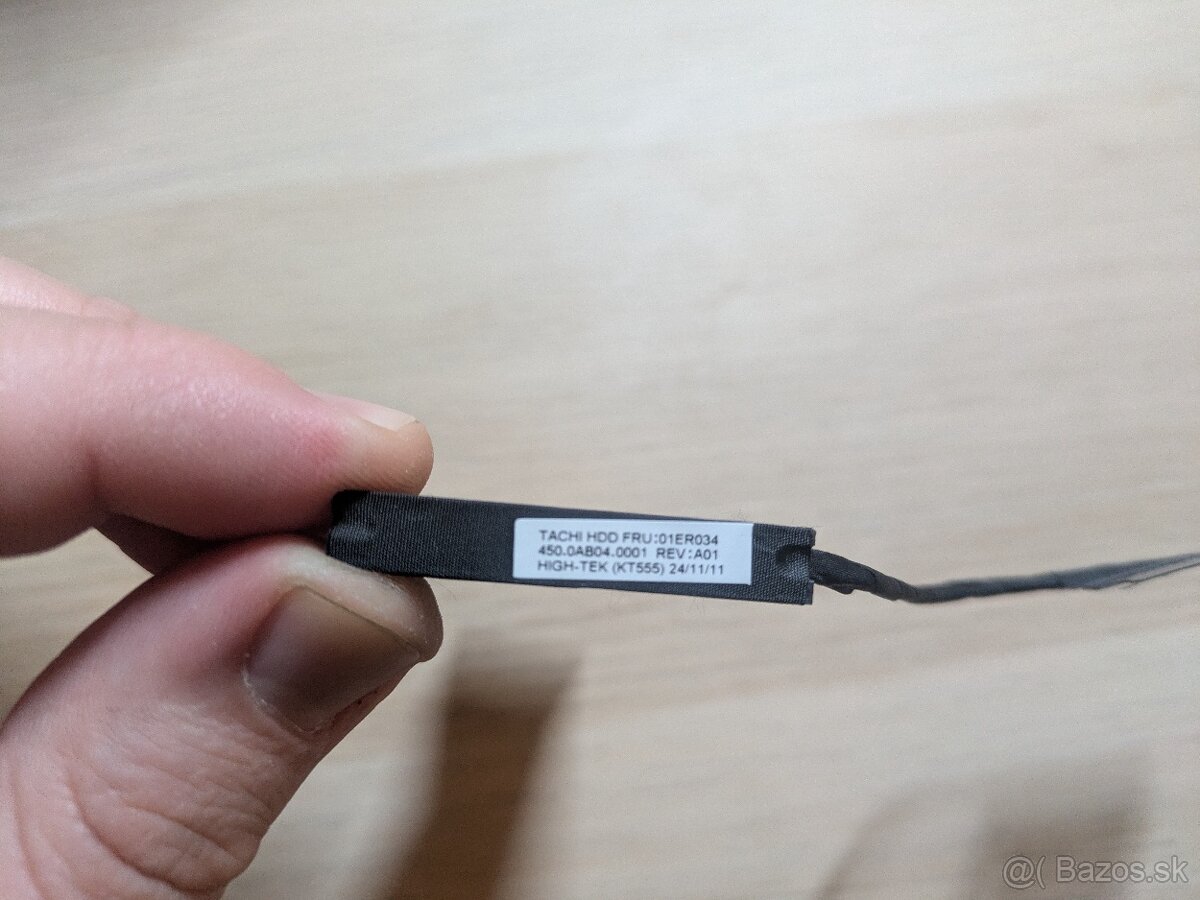 TACHI HDD FRU:01ER034
450.0AB04.0001 REV:A01
HIGH-TEK (KT555) 24/11/11
@( Bazos.sk